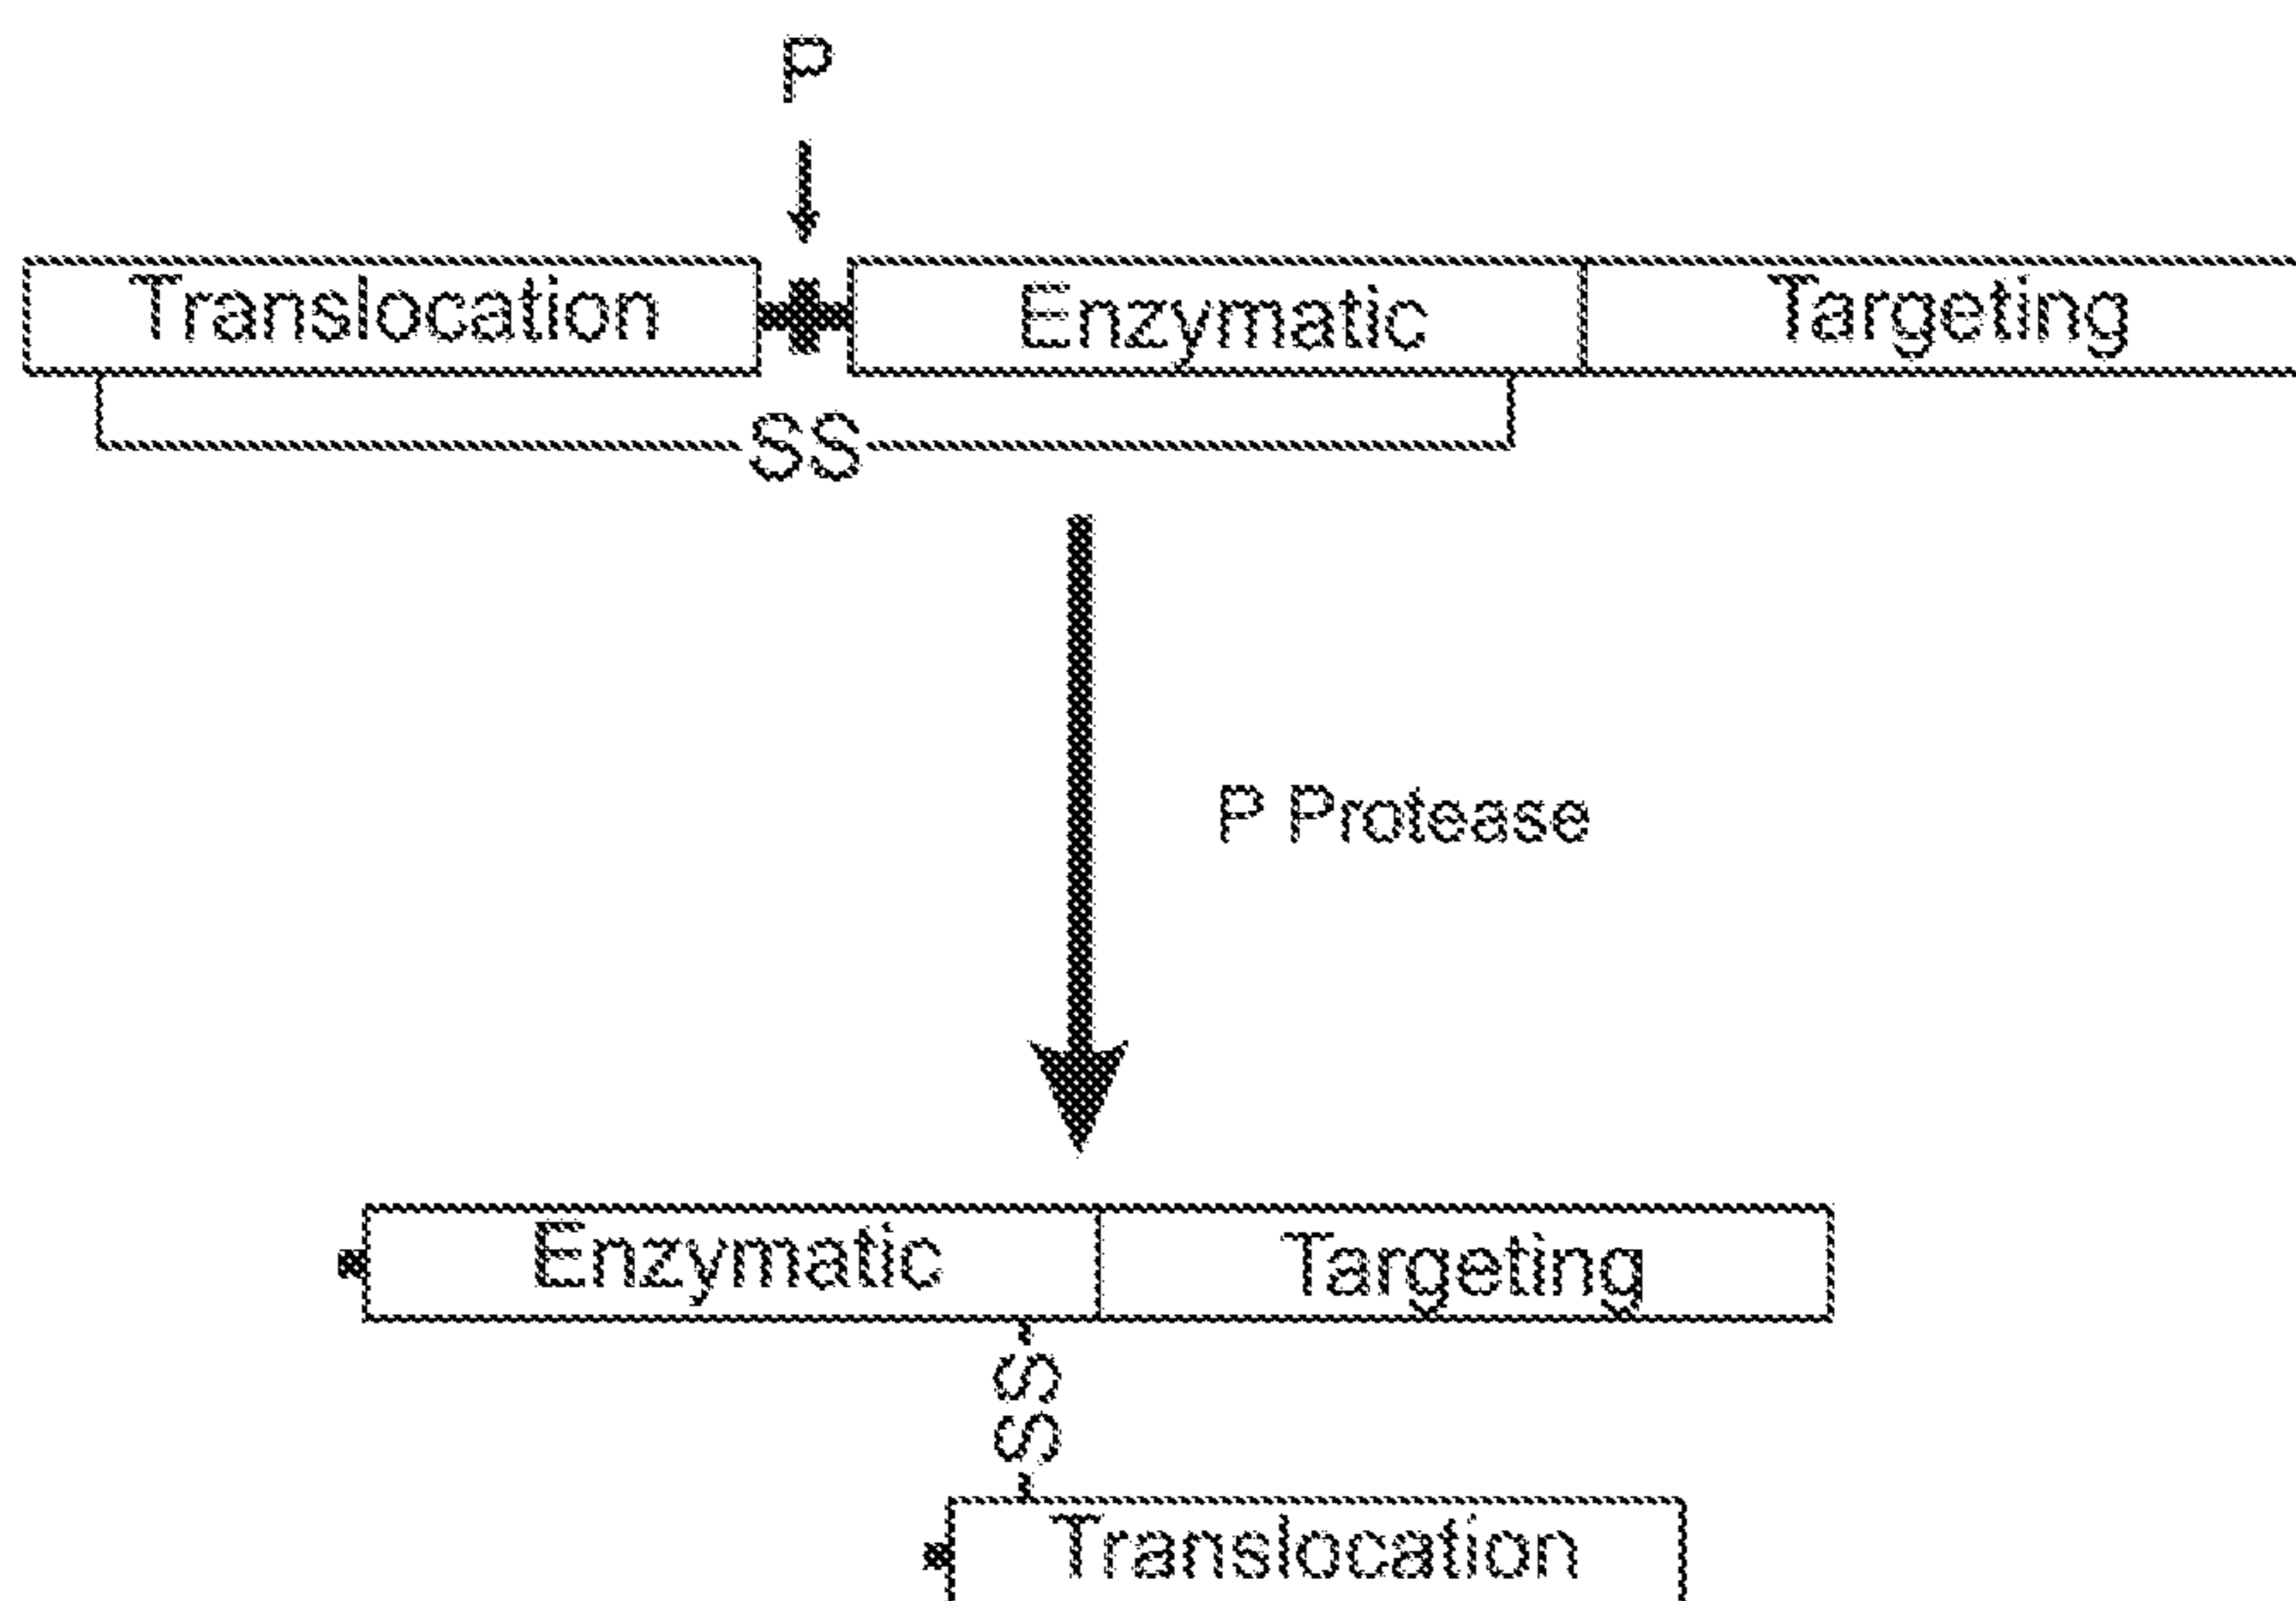 P
Translocation Enzymatic Targeting
SS
P Protease
Enzymatic Targeting
SS
Translocation